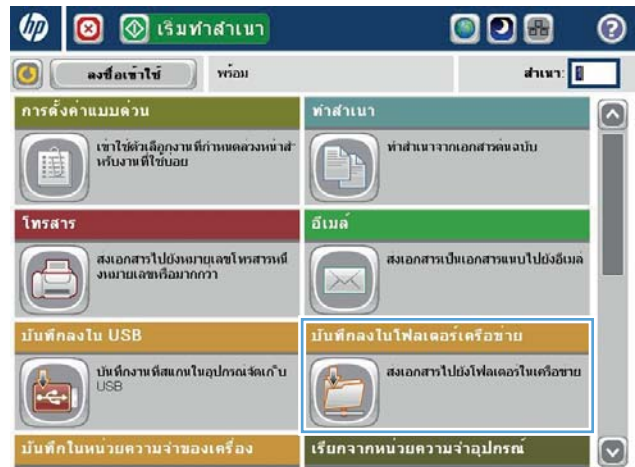 hp
เริ่มทำสำเนา
ลงชื่อเข้าใช้
พร้อม
สำเนา: 1
การตั้งค่าแบบด่วน
เข้าใช้ตัวเลือกงานที่กำหนดล่วงหน้าสำ
หรับงานที่ใช้บ่อย
ทำสำเนา
ทำสำเนาจากเอกสารต้นฉบับ
โทรสาร
ส่งเอกสารไปยังหมายเลขโทรสารหนึ่
งหมายเลขหรือมากกว่า
อีเมล์
ส่งเอกสารเป็นเอกสารแนบไปยังอีเมล
บันทึกลงใน USB
บันทึกงานที่สแกนในอุปกรณ์จัดเก็บ
USB
บันทึกลงในโฟลเดอร์เครือข่าย
ส่งเอกสารไปยังโฟลเดอร์ในเครือข่าย
บันทึกในหน่วยความจำของเครื่อง
เรียกจากหน่วยความจำอุปกรณ์